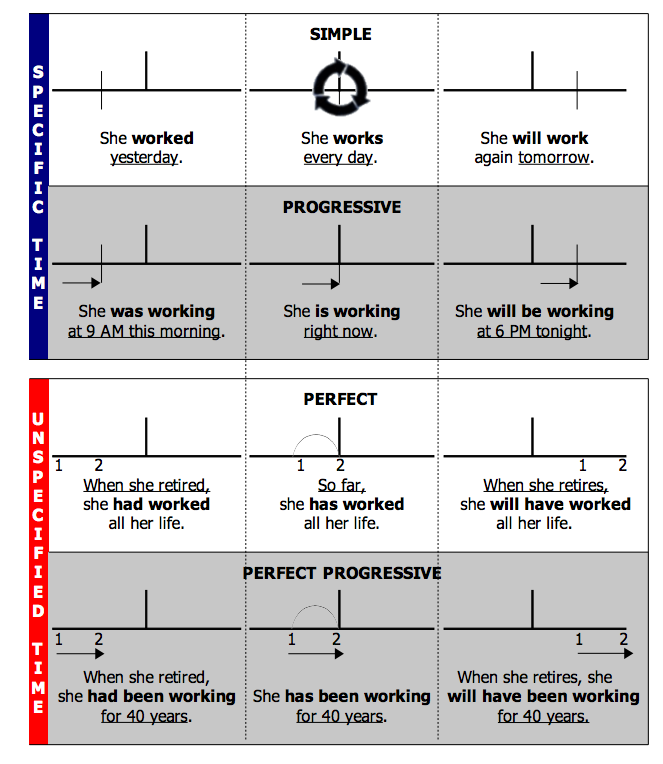 SPECIFIC TIME
SIMPLE
She worked
yesterday.
She works
every day.
She will work
again tomorrow.
PROGRESSIVE
She was working
at 9 AM this morning.
She is working
right now.
She will be working
at 6 PM tonight.
UNSPECIFIED TIME
PERFECT
1 2
When she retired,
she had worked
all her life.
1 2
So far,
she has worked
all her life.
1 2
When she retires,
she will have worked
all her life.
PERFECT PROGRESSIVE
1 2
When she retired,
she had been working
for 40 years.
1 2
She has been working
for 40 years.
1 2
When she retires, she
will have been working
for 40 years.